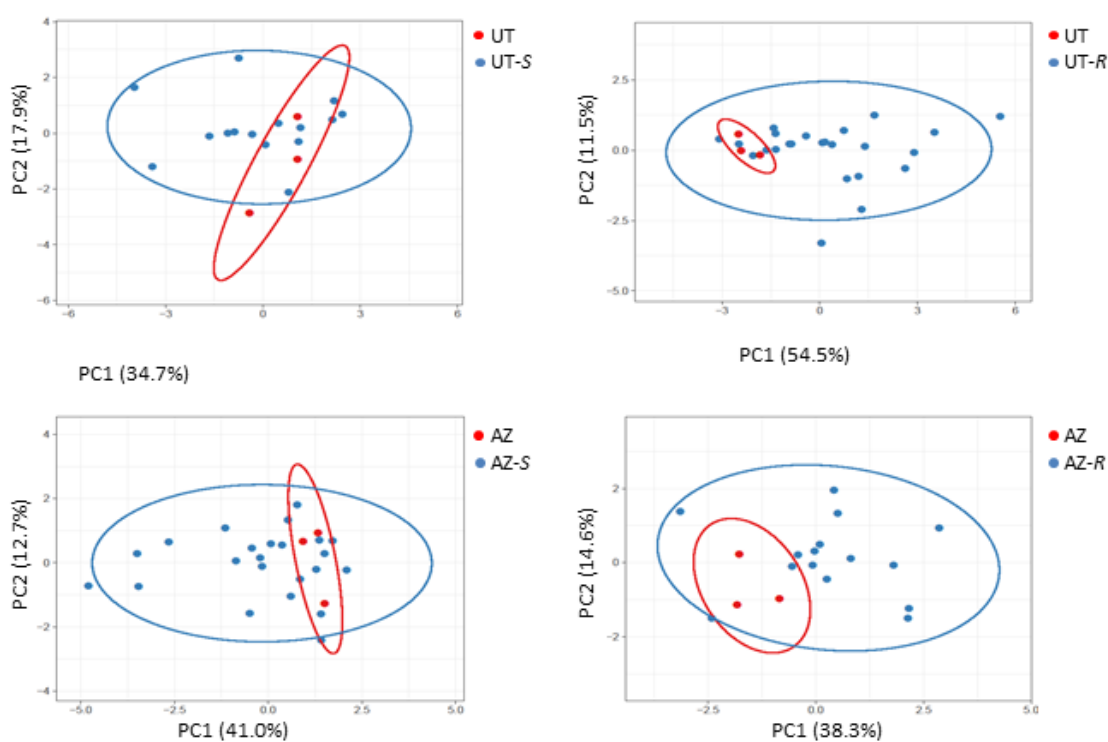 4
2
0
−2
−4
−6
−6
−3
0
3
6
PC2 (17.9%)
PC1 (34.7%)
UT
UT-S
2.5
0.0
−2.5
−5.0
−3
0
3
6
PC2 (11.5%)
PC1 (54.5%)
UT
UT-R
4
2
0
−2
−4
−5.0
−2.5
0.0
2.5
5.0
PC2 (12.7%)
PC1 (41.0%)
AZ
AZ-S
2
0
−2
−2.5
0.0
2.5
5.0
PC2 (14.6%)
PC1 (38.3%)
AZ
AZ-R